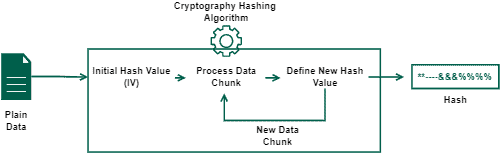 Cryptography Hashing
Algorithm
Initial Hash Value
(IV)
Process Data
Chunk
Define New Hash
Value
**----&&&%%%%
Hash
Plain
Data
New Data
Chunk